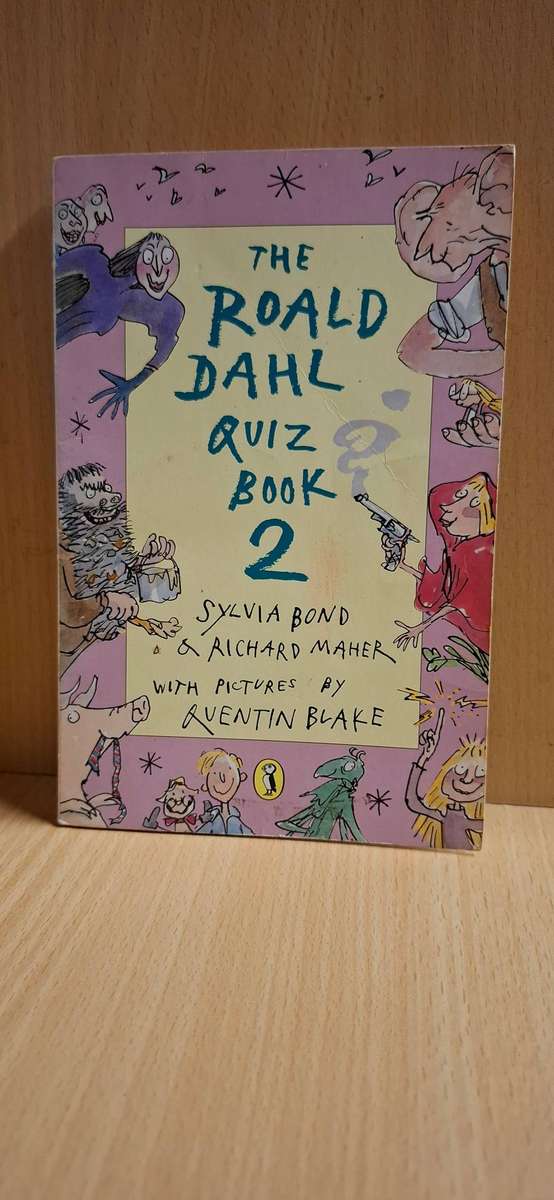 THE
ROALD
DAHL
QUIZ
BOOK
2
SYLVIA BOND
& RICHARD MAHER
WITH PICTURES BY
QUENTIN BLAKE